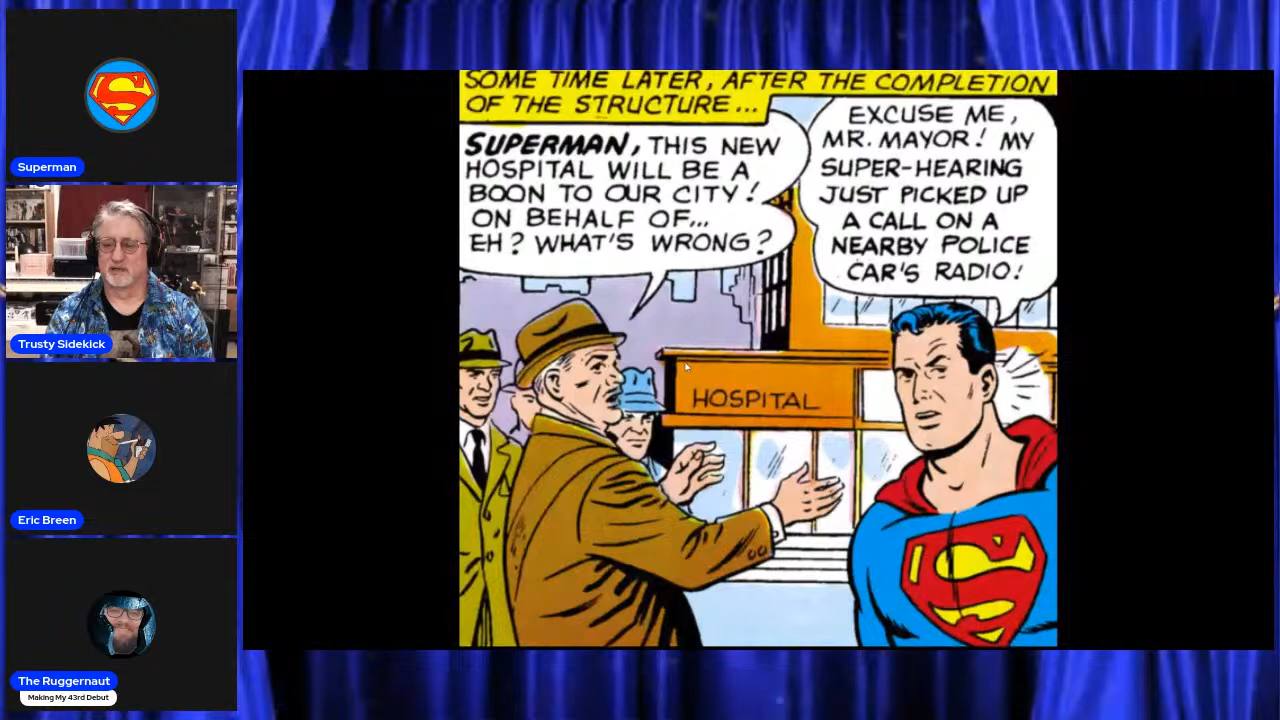 Superman
Trusty Sidekick
Eric Breen
The Ruggernaut
Making My 43rd Debut
SOME TIME LATER, AFTER THE COMPLETION
OF THE STRUCTURE...
SUPERMAN, THIS NEW
HOSPITAL WILL BE A
BOON TO OUR CITY!
ON BEHALF OF...
EH? WHAT'S WRONG?
EXCUSE ME,
MR. MAYOR! MY
SUPER-HEARING
JUST PICKED UP
A CALL ON A
NEARBY POLICE
CAR'S RADIO!
HOSPITAL